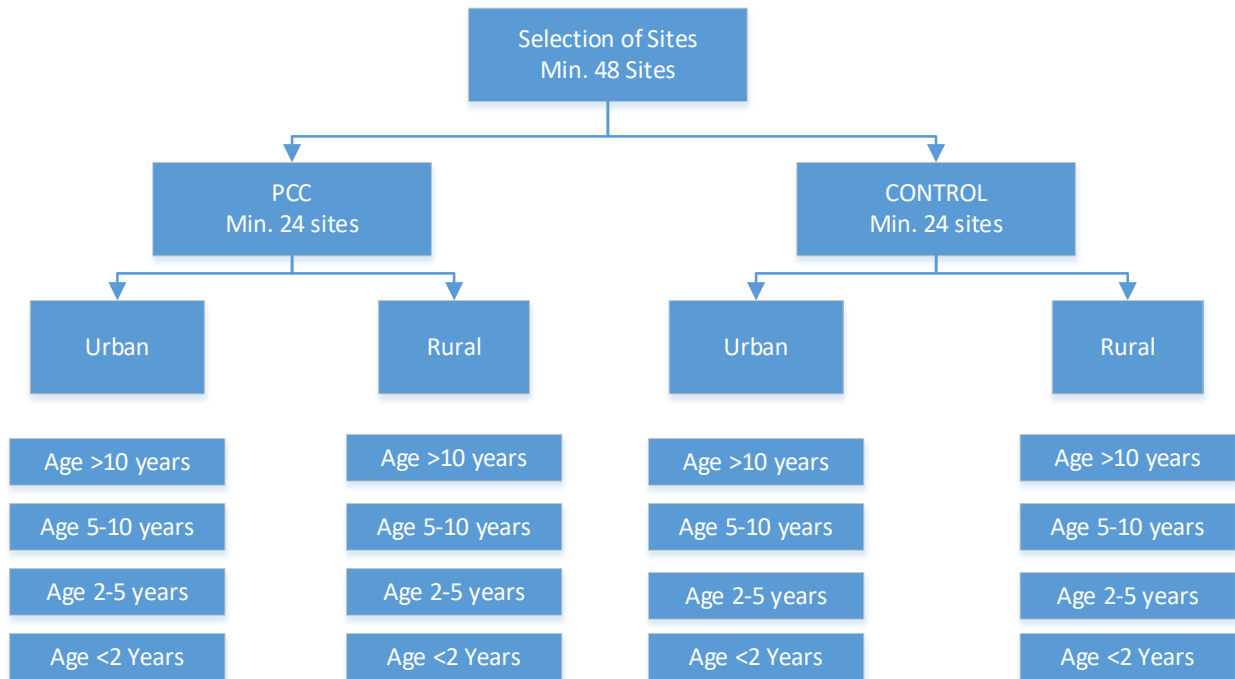 Selection of Sites
Min. 48 Sites
PCC
Min. 24 sites
CONTROL
Min. 24 sites
Urban
Rural
Urban
Rural
Age >10 years
Age >10 years
Age >10 years
Age >10 years
Age 5-10 years
Age 5-10 years
Age 5-10 years
Age 5-10 years
Age 2-5 years
Age 2-5 years
Age 2-5 years
Age 2-5 years
Age <2 Years
Age <2 Years
Age <2 Years
Age <2 Years